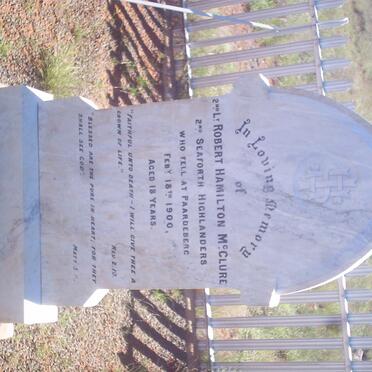 In Loving Memory
of
2ND LT ROBERT HAMILTON MCCLURE
2ND SEAFORTH HIGHLANDERS
WHO FELL AT PAARDEBERG
FEBY 18TH 1900,
AGED 18 YEARS.
"FAITHFUL UNTO DEATH – I WILL GIVE THEE A
CROWN OF LIFE."
REV 2.10.
"BLESSED ARE THE PURE IN HEART, FOR THEY
SHALL SEE GOD."
MATT 5